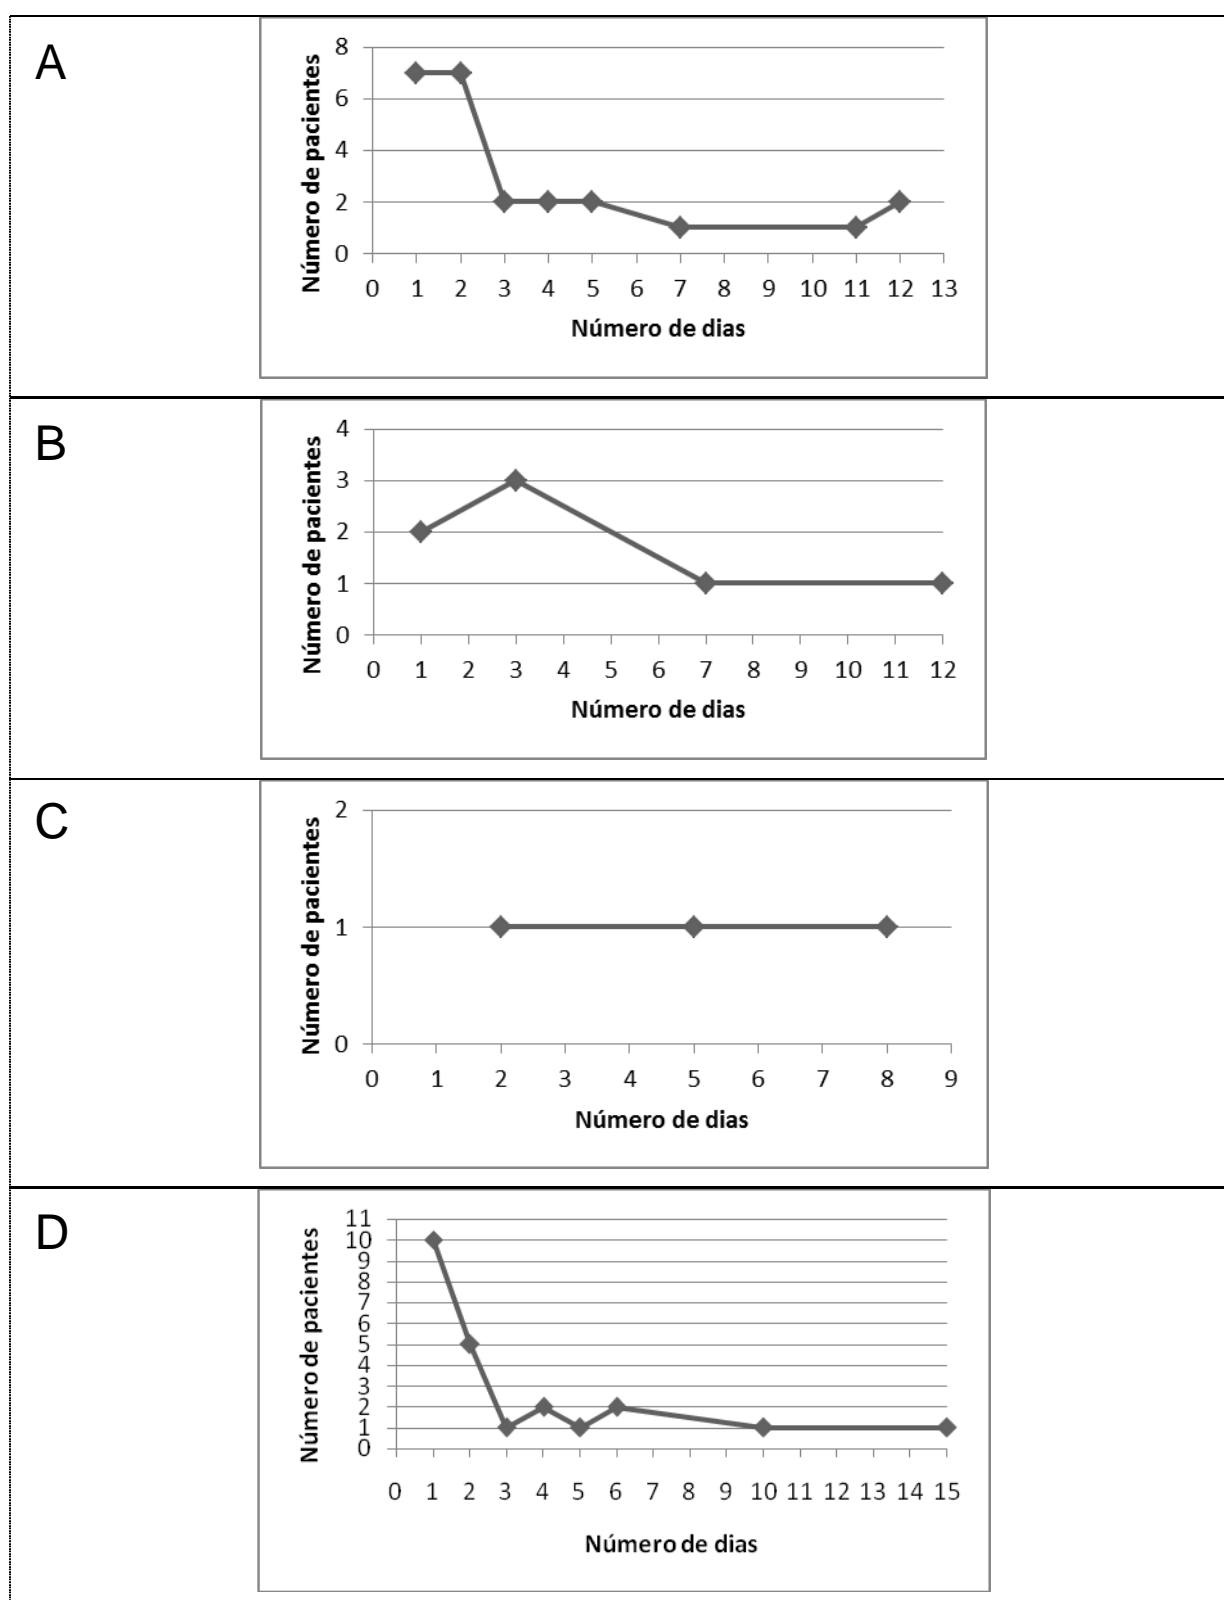 A
Número de pacientes
8
6
4
2
0
0 1 2 3 4 5 6 7 8 9 10 11 12 13
Número de dias
B
Número de pacientes
4
3
2
1
0
0 1 2 3 4 5 6 7 8 9 10 11 12
Número de dias
C
Número de pacientes
2
1
0
0 1 2 3 4 5 6 7 8 9
Número de dias
D
Número de pacientes
11
10
9
8
7
6
5
4
3
2
1
0
0 1 2 3 4 5 6 7 8 9 10 11 12 13 14 15
Número de dias